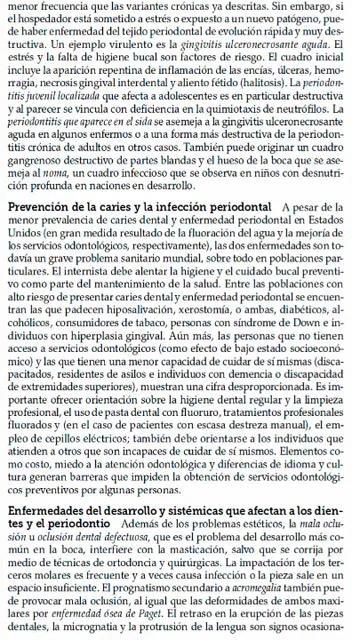 menor frecuencia que las variantes crónicas ya descritas. Sin embargo, si
el hospedador está sometido a estrés o expuesto a un nuevo patógeno, pue-
de haber enfermedad del tejido periodontal de evolución rápida y muy des-
tructiva. Un ejemplo virulento es la gingivitis ulceronecrosante aguda. El
estrés y la falta de higiene bucal son factores de riesgo. El cuadro inicial
incluye la aparición repentina de inflamación de las encías, úlceras, hemo-
rragia, necrosis gingival interdental y aliento fétido (halitosis). La periodon-
titis juvenil localizada que afecta a adolescentes es en particular destructiva
y al parecer se vincula con deficiencia en la quimiotaxis de neutrófilos. La
periodontitis que aparece en el sida se asemeja a la gingivitis ulceronecrosante
aguda en algunos enfermos o a una forma más destructiva de la periodon-
titis crónica de adultos en otros casos. También puede originar un cuadro
gangrenoso destructivo de partes blandas y el hueso de la boca que se ase-
meja al noma, un cuadro infeccioso que se observa en niños con desnutri-
ción profunda en naciones en desarrollo.
Prevención de la caries y la infección periodontal A pesar de la
menor prevalencia de caries dental y enfermedad periodontal en Estados
Unidos (en gran medida resultado de la fluoración del agua y la mejoría de
los servicios odontológicos, respectivamente), las dos enfermedades son to-
davía un grave problema sanitario mundial, sobre todo en poblaciones par-
ticulares. El internista debe alentar la higiene y el cuidado bucal preventi-
vo como parte del mantenimiento de la salud. Entre las poblaciones con
alto riesgo de presentar caries dental y enfermedad periodontal se encuen-
tran las que padecen hiposalivación, xerostomía, o ambas, diabéticos, al-
cohólicos, consumidores de tabaco, personas con síndrome de Down e in-
dividuos con hiperplasia gingival. Aún más, las personas que no tienen
acceso a servicios odontológicos (como efecto de bajo estado socioeconó-
mico) y las que tienen una menor capacidad de cuidar de sí mismas (disca-
pacitados, residentes de asilos e individuos con demencia o discapacidad
de extremidades superiores), muestran una cifra desproporcionada. Es im-
portante ofrecer orientación sobre la higiene dental regular y la limpieza
profesional, el uso de pasta dental con fluoruro, tratamientos profesionales
fluorados y (en el caso de pacientes con escasa destreza manual), el em-
pleo de cepillos eléctricos; también debe orientarse a los individuos que
atienden a otros que son incapaces de cuidar de sí mismos. Elementos co-
mo costo, miedo a la atención odontológica y diferencias de idioma y cul-
tura generan barreras que impiden la obtención de servicios odontológi-
cos preventivos por algunas personas.
Enfermedades del desarrollo y sistémicas que afectan a los dien-
tes y el periodontio Además de los problemas estéticos, la mala oclu-
sión u oclusión dental defectuosa, que es el problema del desarrollo más co-
mún en la boca, interfiere con la masticación, salvo que se corrija por
medio de técnicas de ortodoncia y quirúrgicas. La impactación de los ter-
ceros molares es frecuente y a veces causa infección o la pieza sale en un
espacio insuficiente. El prognatismo secundario a acromegalia también pue-
de provocar mala oclusión, al igual que las deformidades de ambos maxi-
lares por enfermedad ósea de Paget. El retraso en la erupción de las piezas
dentales, la micrognatia y la protrusión de la lengua son signos ocasiona-